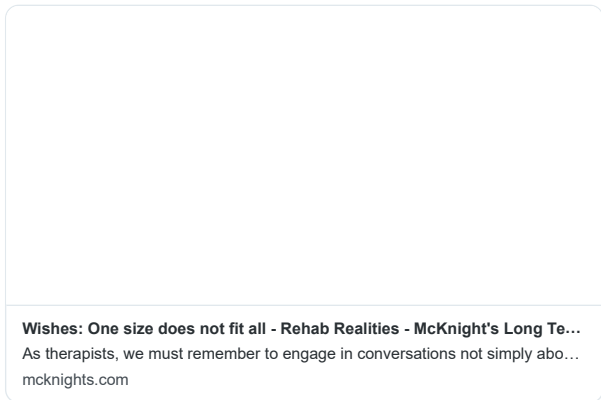 Wishes: One size does not fit all - Rehab Realities - McKnight's Long Te…
As therapists, we must remember to engage in conversations not simply abo…
mcknights.com